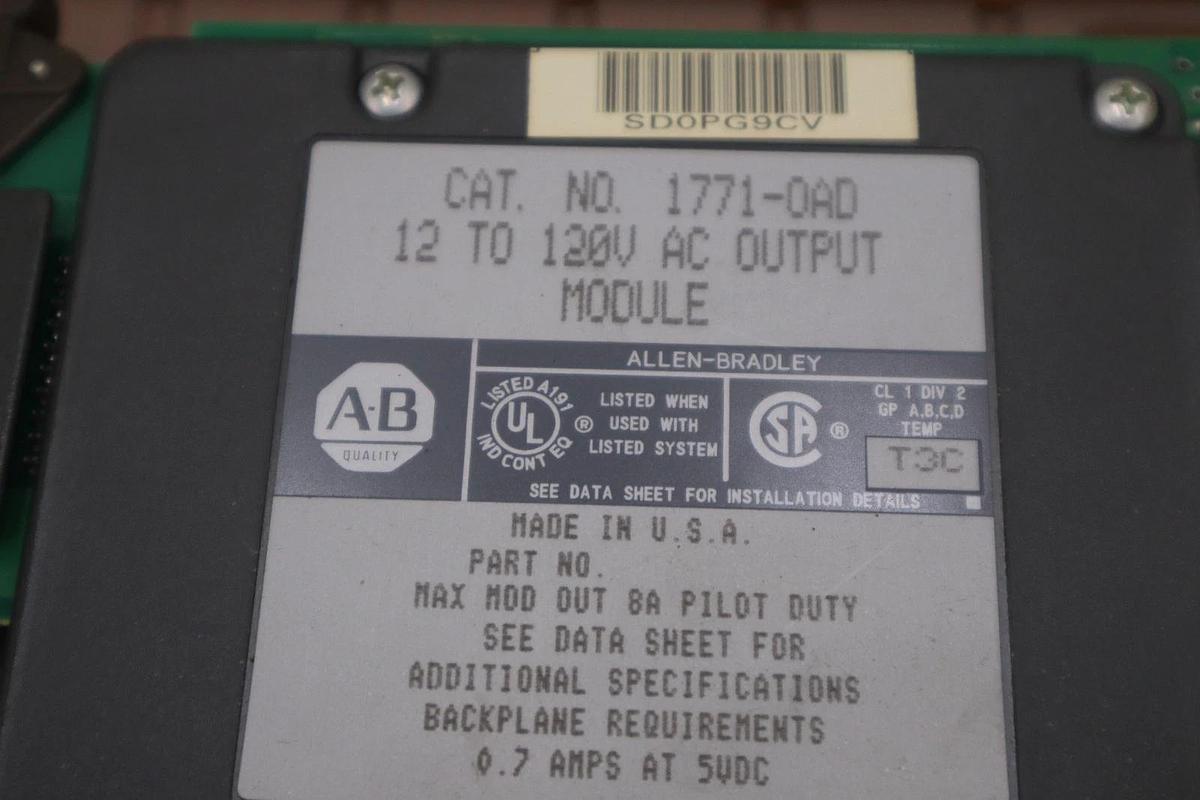 SD0PG9CV
CAT. NO. 1771-OAD
12 TO 120V AC OUTPUT
MODULE
ALLEN-BRADLEY
A-B
QUALITY
LISTED A191
UL
IND CONT EQ
®
LISTED WHEN
USED WITH
LISTED SYSTEM
SA
®
CL 1 DIV 2
GP A,B,C,D
TEMP
T3C
SEE DATA SHEET FOR INSTALLATION DETAILS
MADE IN U.S.A.
PART NO.
MAX MOD OUT 8A PILOT DUTY
SEE DATA SHEET FOR
ADDITIONAL SPECIFICATIONS
BACKPLANE REQUIREMENTS
0.7 AMPS AT 5VDC